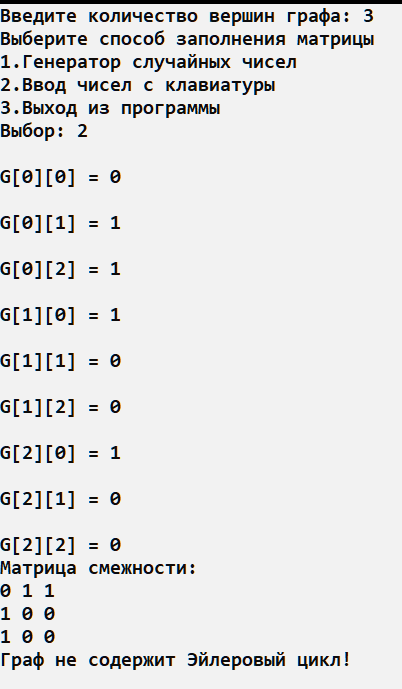 Введите количество вершин графа: 3
Выберите способ заполнения матрицы
1.Генератор случайных чисел
2.Ввод чисел с клавиатуры
3.Выход из программы
Выбор: 2
G[0][0] = 0
G[0][1] = 1
G[0][2] = 1
G[1][0] = 1
G[1][1] = 0
G[1][2] = 0
G[2][0] = 1
G[2][1] = 0
G[2][2] = 0
Матрица смежности:
0 1 1
1 0 0
1 0 0
Граф не содержит Эйлеровый цикл!